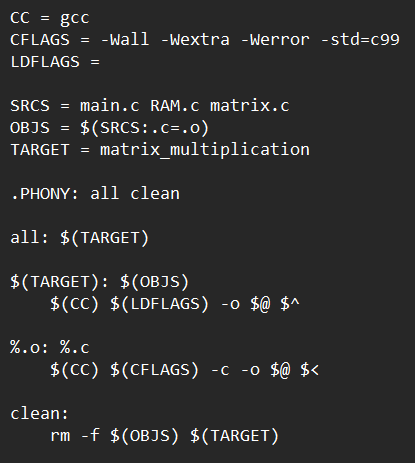 CC = gcc
CFLAGS = -Wall -Wextra -Werror -std=c99
LDFLAGS =
SRCS = main.c RAM.c matrix.c
OBJS = $(SRCS:.c=.o)
TARGET = matrix_multiplication
.PHONY: all clean
all: $(TARGET)
$(TARGET): $(OBJS)
    $(CC) $(LDFLAGS) -o $@ $^
%.o: %.c
    $(CC) $(CFLAGS) -c -o $@ $<
clean:
    rm -f $(OBJS) $(TARGET)